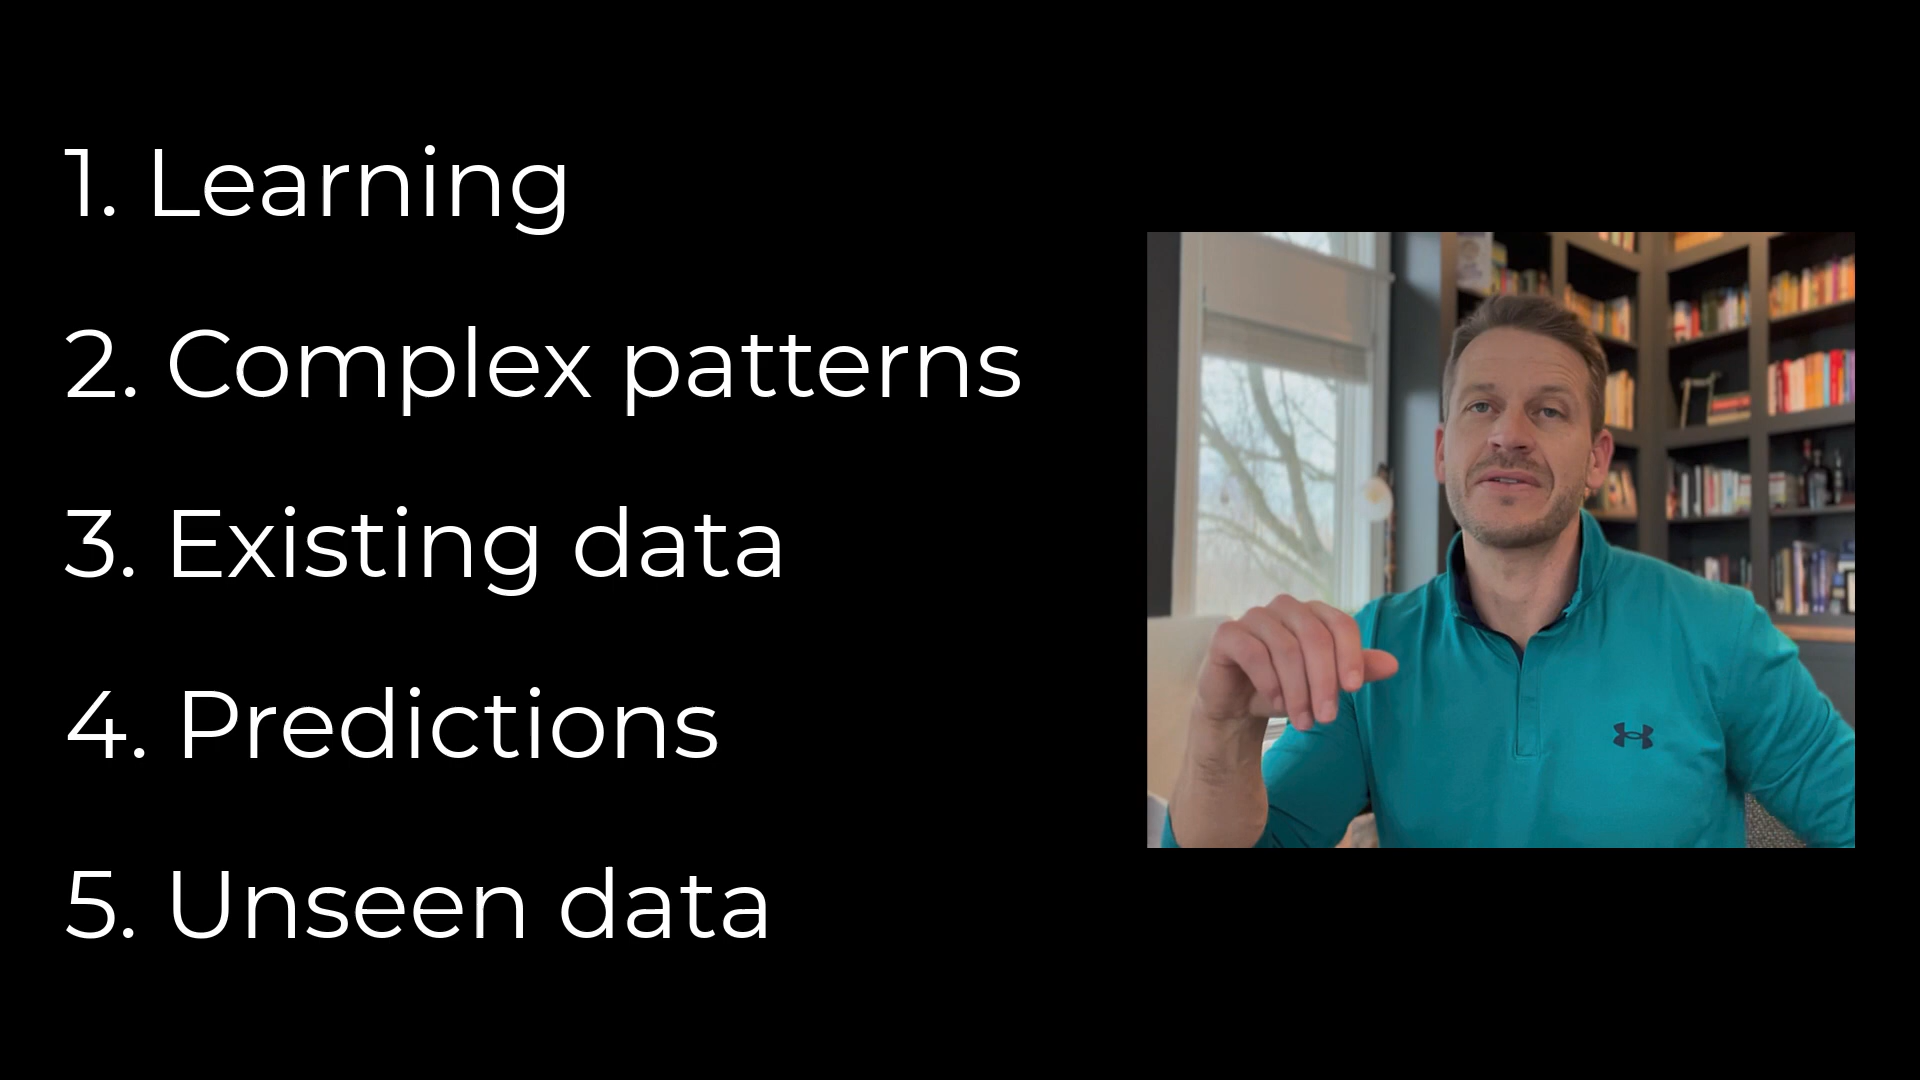 1. Learning
2. Complex patterns
3. Existing data
4. Predictions
5. Unseen data